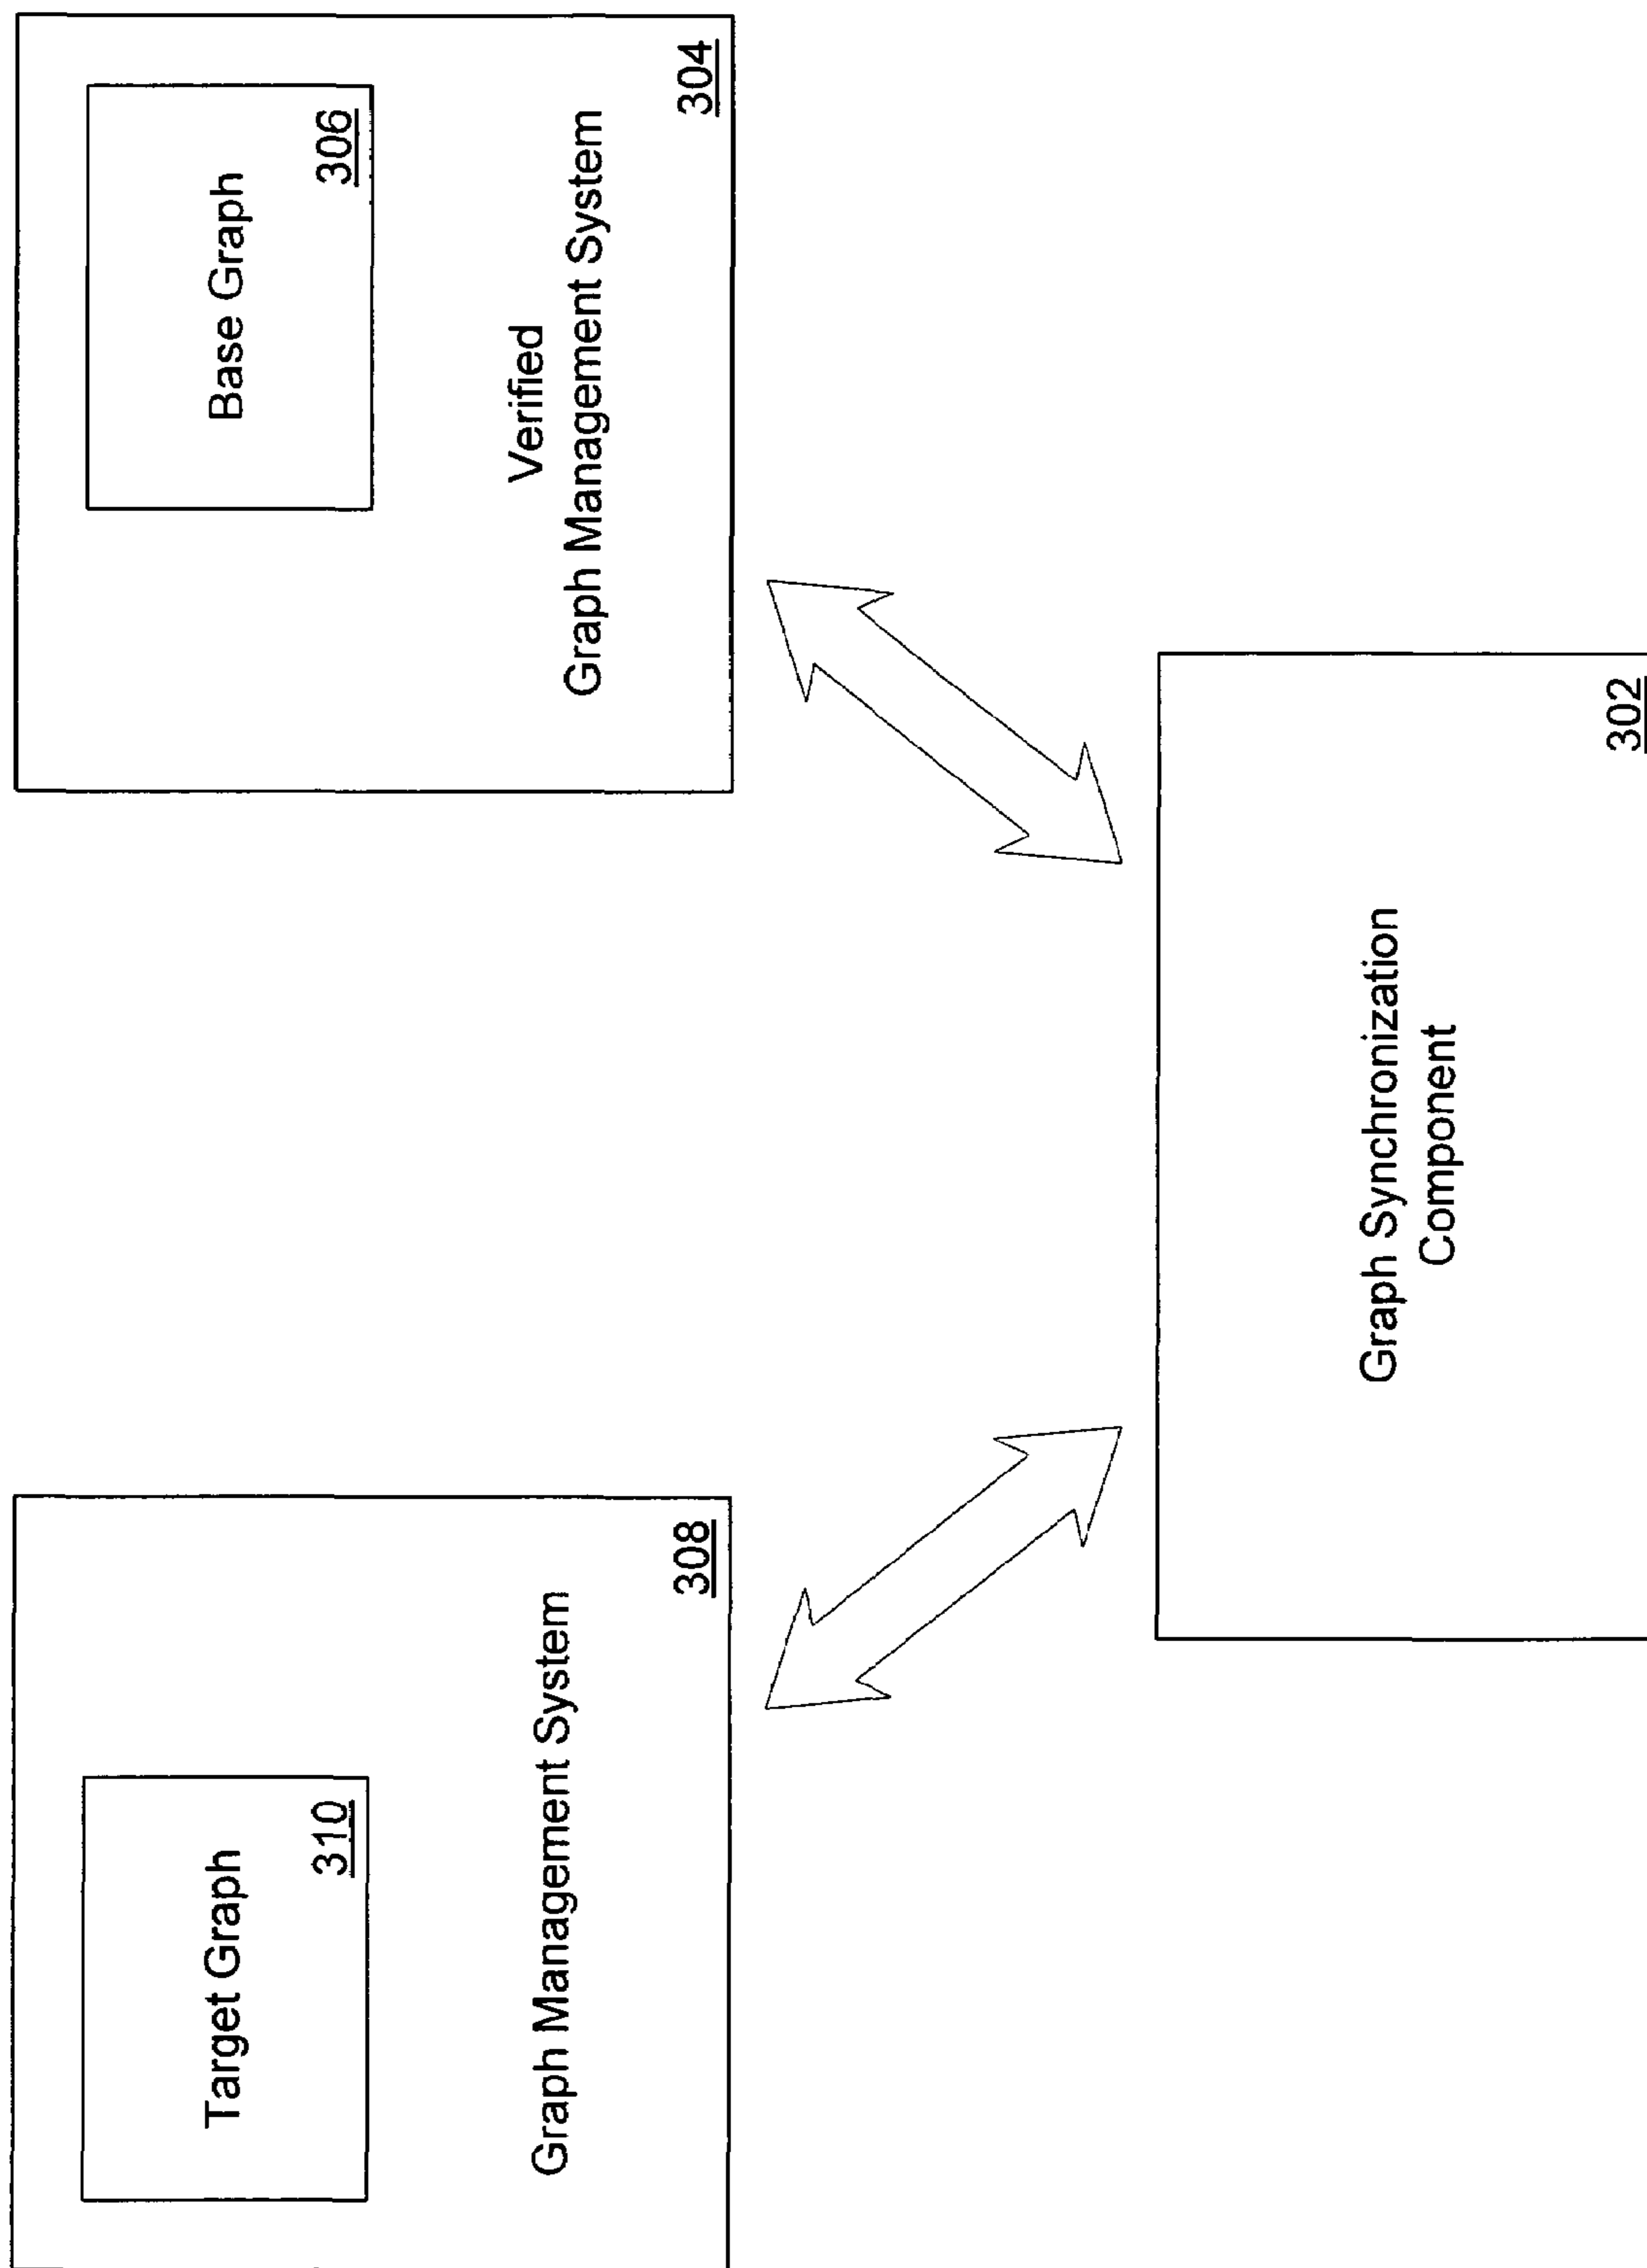 Target Graph
310
Graph Management System
308
Base Graph
306
Verified
Graph Management System
304
Graph Synchronization
Component
302